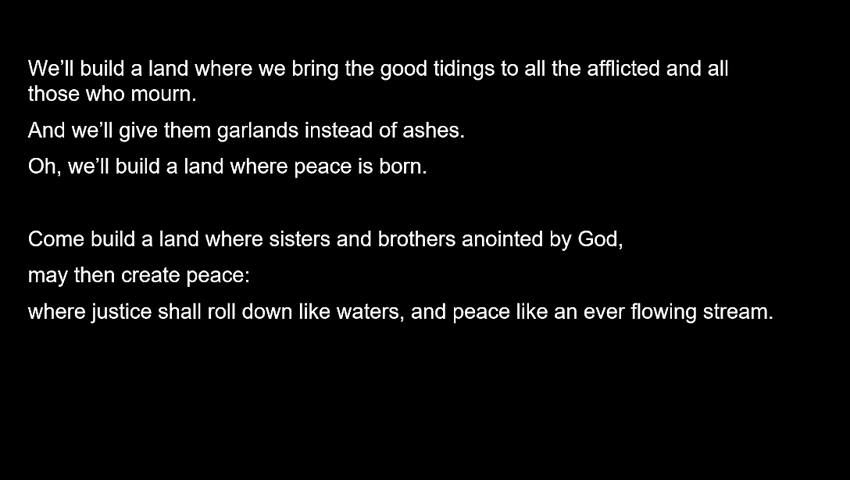 We’ll build a land where we bring the good tidings to all the afflicted and all
those who mourn.
And we’ll give them garlands instead of ashes.
Oh, we’ll build a land where peace is born.
Come build a land where sisters and brothers anointed by God,
may then create peace:
where justice shall roll down like waters, and peace like an ever flowing stream.